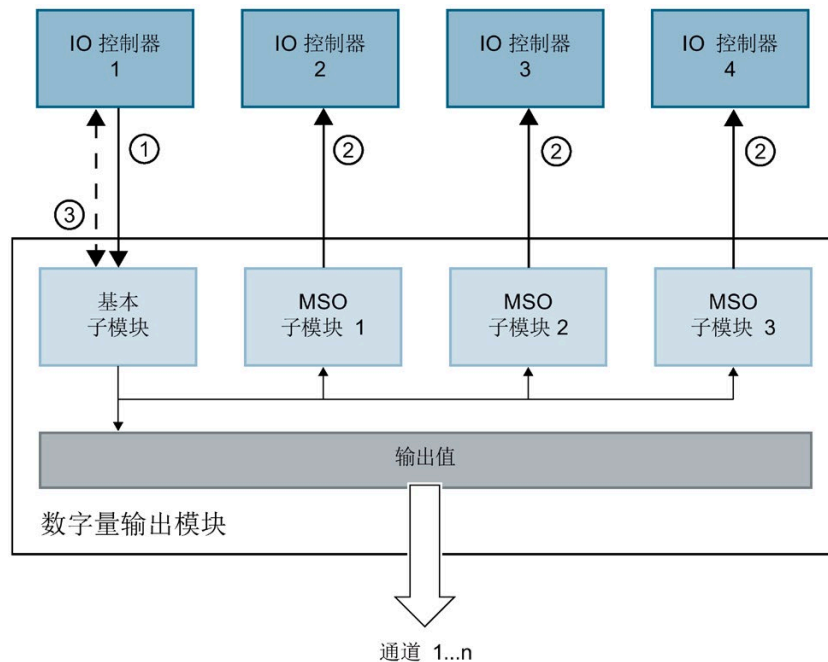 IO 控制器
1
IO 控制器
2
IO 控制器
3
IO 控制器
4
①
②
②
②
③
基本
子模块
MSO
子模块 1
MSO
子模块 2
MSO
子模块 3
输出值
数字量输出模块
通道 1...n